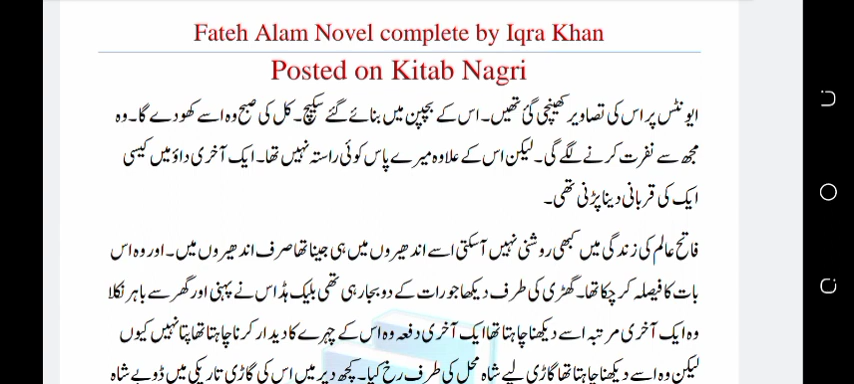 Fateh Alam Novel complete by Iqra Khan
Posted on Kitab Nagri
ایونٹس پر اس کی تصاویر کھینچی گئ تھیں۔ اس کے بچپن میں بنائے گئے سکیچ۔ کل کی صبح وہ اسے کھو دے گا۔ وہ
مجھ سے نفرت کرنے لگے گی۔ لیکن اس کے علاوہ میرے پاس کوئی راستہ نہیں تھا۔ ایک آخری داؤ میں کیسی
ایک کی قربانی دینا پڑنی تھی۔
فاتح عالم کی زندگی میں کبھی روشنی نہیں آسکتی اسے اندھیروں میں ہی جینا تھا صرف اندھیروں میں۔ اور وہ اس
بات کا فیصلہ کر چکا تھا۔ گھڑی کی طرف دیکھا جو رات کے دو بجا رہی تھی بلیک ہڈ اس نے پہنی اور گھر سے باہر نکلا
وہ ایک آخری مرتبہ اسے دیکھنا چاہتا تھا ایک آخری دفعہ وہ اس کے چہرے کا دیدار کرنا چاہتا تھا پتا نہیں کیوں
لیکن وہ اسے دیکھنا چاہتا تھا گاڑی لیے شاہ محل کی طرف رخ کیا۔ کچھ دیر میں اس کی گاڑی تاریکی میں ڈوبے شاہ